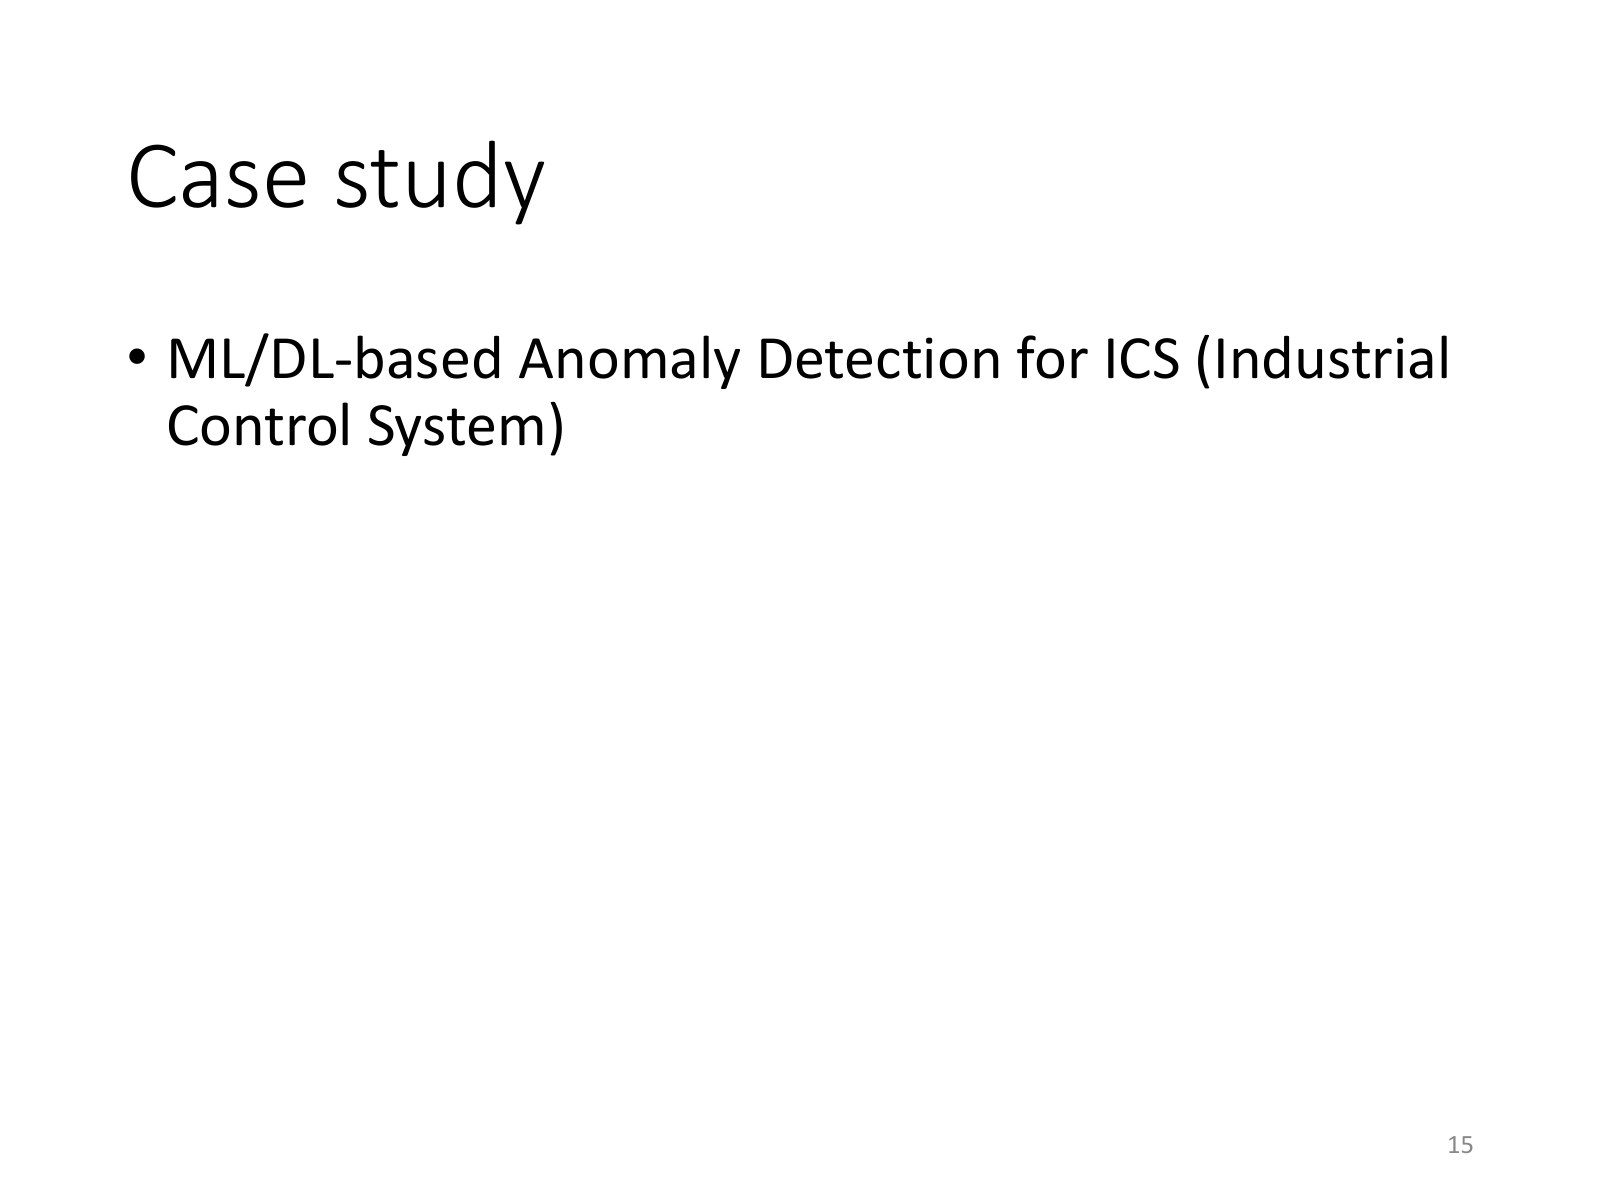 Case study
• ML/DL-based Anomaly Detection for ICS (Industrial
Control System)
15